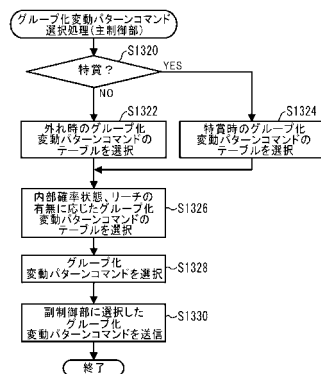 グループ化変動パターンコマンド
選択処理(主制御部)
S1320
特賞?
YES
NO
S1322
外れ時のグループ化
変動パターンコマンドの
テーブルを選択
S1324
特賞時のグループ化
変動パターンコマンドの
テーブルを選択
S1326
内部確率状態、リーチの
有無に応じたグループ化
変動パターンコマンドの
テーブルを選択
S1328
グループ化
変動パターンコマンドを選択
S1330
副制御部に選択した
グループ化
変動パターンコマンドを送信
終了